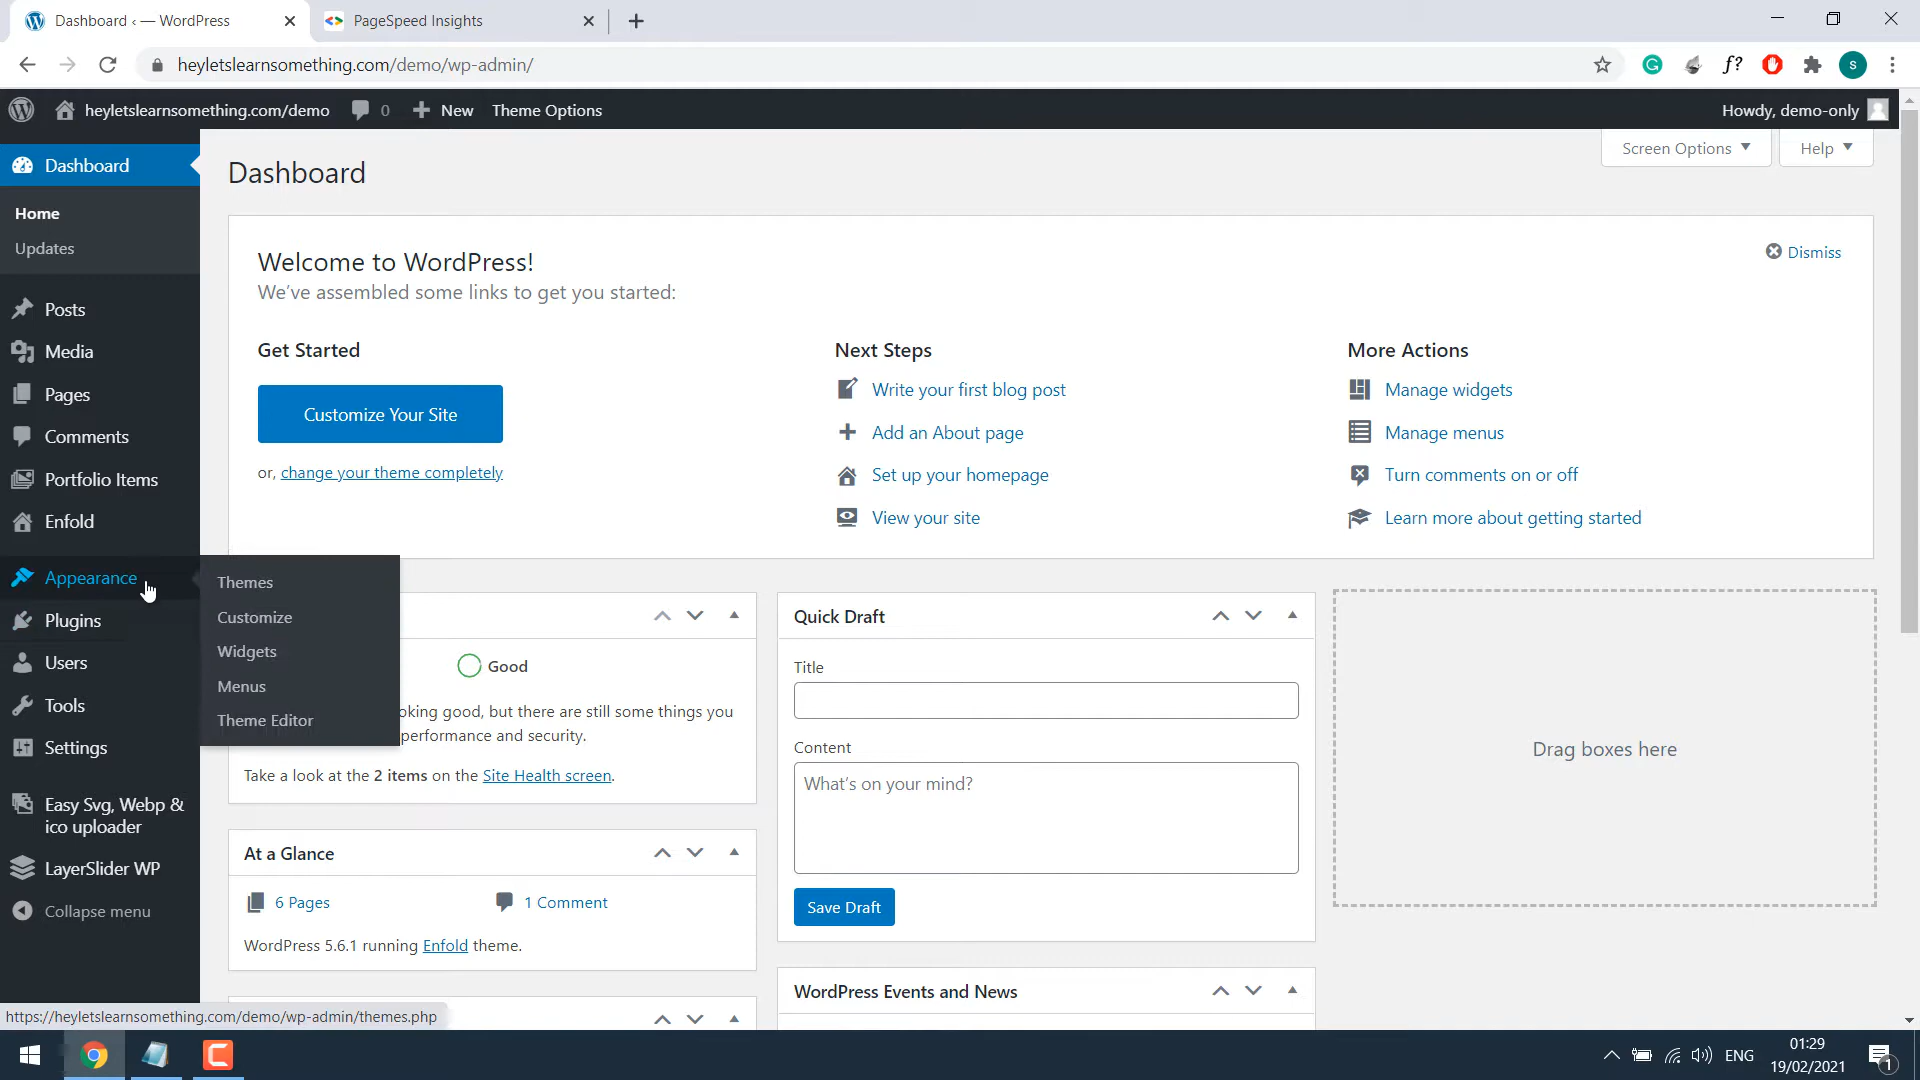 Dashboard ‹ — WordPress
PageSpeed Insights
heyletslearnsomething.com/demo/wp-admin/
f?
S
heyletslearnsomething.com/demo
0
New
Theme Options
Howdy, demo-only
Dashboard
Home
Updates
Posts
Media
Pages
Comments
Portfolio Items
Enfold
Appearance
Plugins
Users
Tools
Settings
Easy Svg, Webp &
ico uploader
LayerSlider WP
Collapse menu
Themes
Customize
Widgets
Menus
Theme Editor
Dashboard
Screen Options
Help
Welcome to WordPress!
We've assembled some links to get you started:
Dismiss
Get Started
Customize Your Site
or, change your theme completely
Next Steps
Write your first blog post
Add an About page
Set up your homepage
View your site
More Actions
Manage widgets
Manage menus
Turn comments on or off
Learn more about getting started
Good
oking good, but there are still some things you
performance and security.
Take a look at the 2 items on the Site Health screen.
At a Glance
6 Pages
1 Comment
WordPress 5.6.1 running Enfold theme.
Quick Draft
Title
Content
What's on your mind?
Save Draft
WordPress Events and News
Drag boxes here
https://heyletslearnsomething.com/demo/wp-admin/themes.php
ENG
01:29
19/02/2021
1